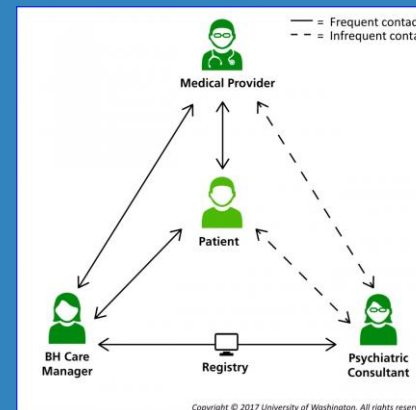 — = Frequent contac
-- = Infrequent conta
Medical Provider
Patient
BH Care
Manager
Registry
Psychiatric
Consultant
Copyright © 2017 University of Washington. All rights reser